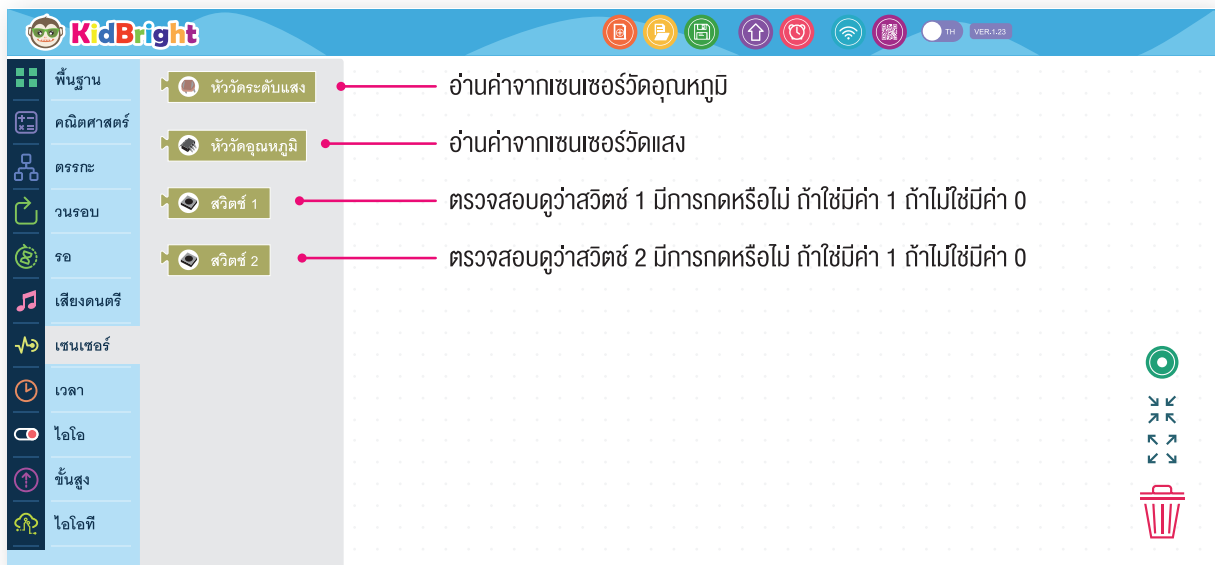 KidBright
TH
VER.1.23
พื้นฐาน
คณิตศาสตร์
ตรรกะ
วนรอบ
รอ
เสียงดนตรี
เซนเซอร์
เวลา
ไอโอ
ขั้นสูง
ไอโอที
หัววัดระดับแสง
อ่านค่าจากเซนเซอร์วัดอุณหภูมิ
หัววัดอุณหภูมิ
อ่านค่าจากเซนเซอร์วัดแสง
สวิตซ์ 1
ตรวจสอบดูว่าสวิตช์ 1 มีการกดหรือไม่ ถ้าใช่มีค่า 1 ถ้าไม่ใช่มีค่า 0
สวิตซ์ 2
ตรวจสอบดูว่าสวิตช์ 2 มีการกดหรือไม่ ถ้าใช่มีค่า 1 ถ้าไม่ใช่มีค่า 0